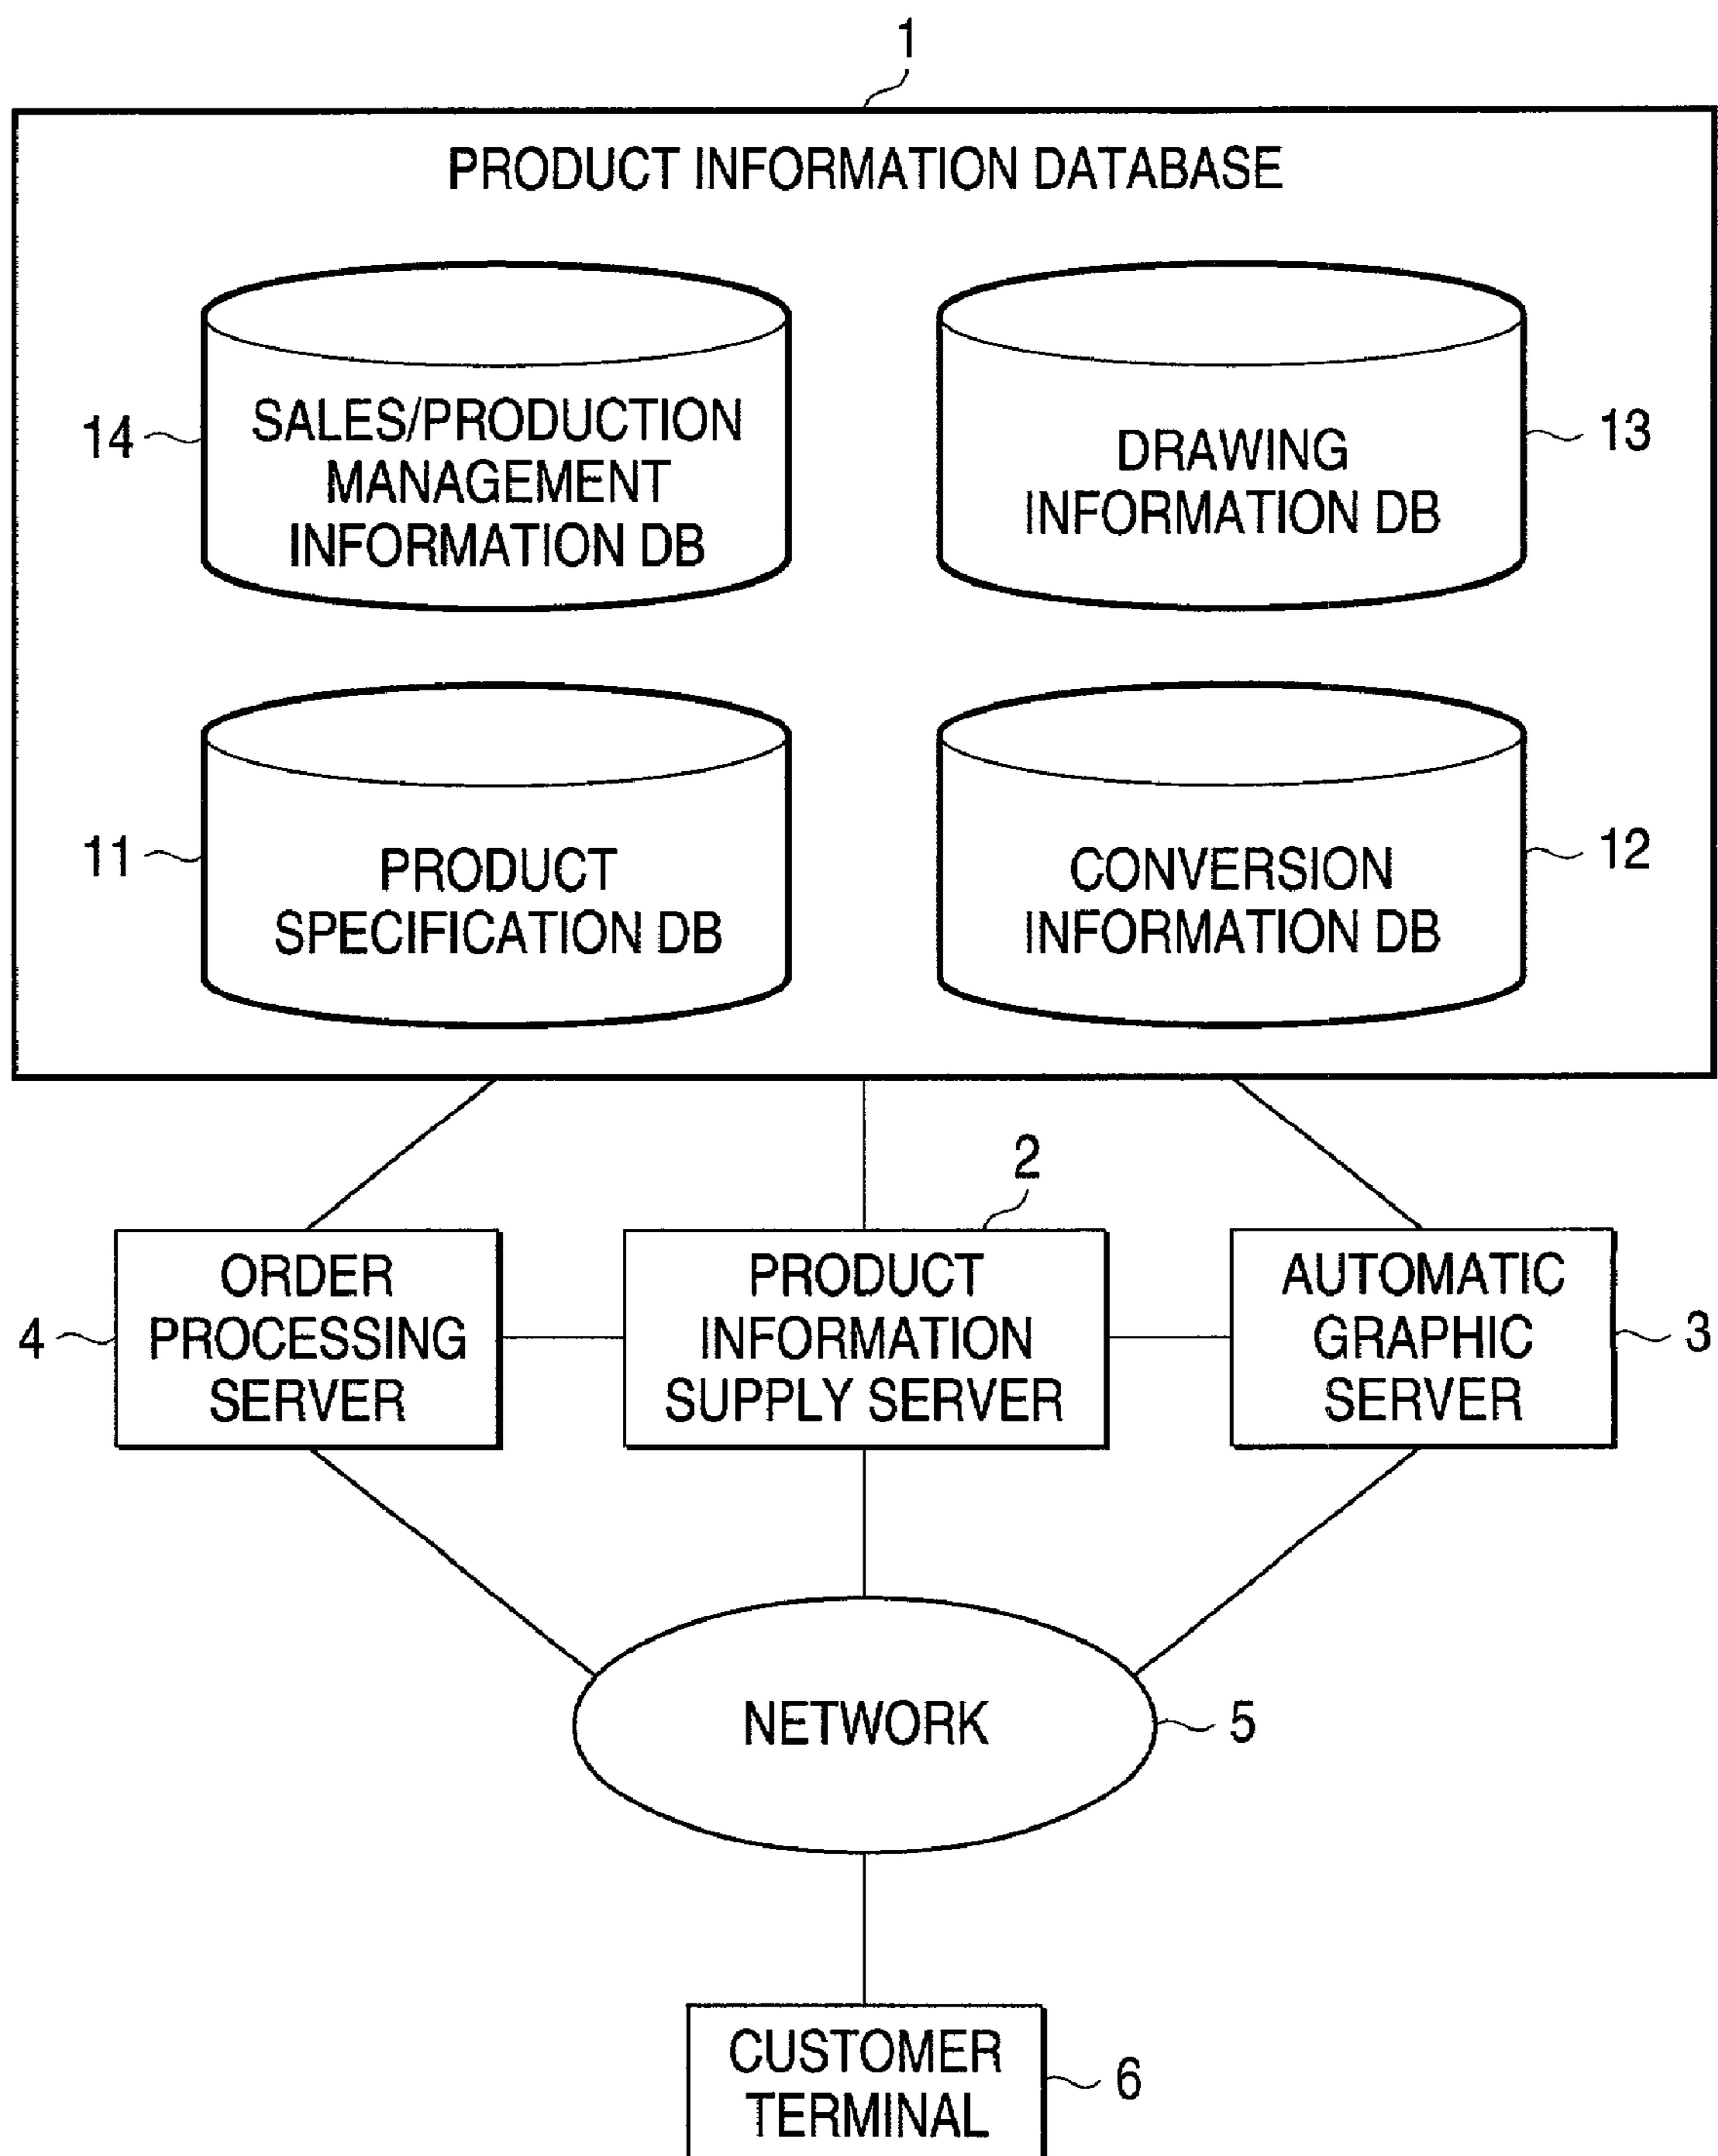 1
PRODUCT INFORMATION DATABASE
14
SALES/PRODUCTION
MANAGEMENT
INFORMATION DB
DRAWING
INFORMATION DB
13
11
PRODUCT
SPECIFICATION DB
CONVERSION
INFORMATION DB
12
2
4
ORDER
PROCESSING
SERVER
PRODUCT
INFORMATION
SUPPLY SERVER
AUTOMATIC
GRAPHIC
SERVER
3
NETWORK
5
CUSTOMER
TERMINAL
6